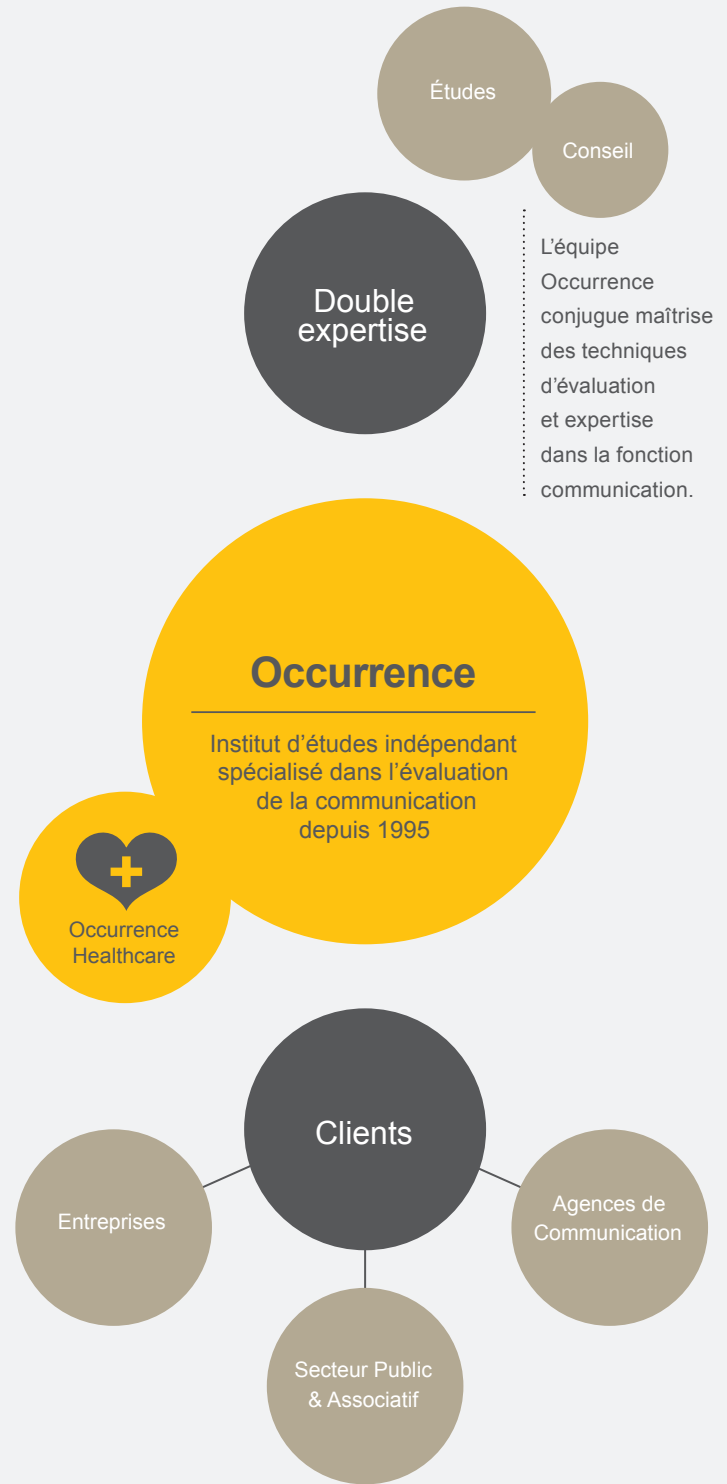 Études
Conseil
Double
expertise
L’équipe
Occurrence
conjugue maîtrise
des techniques
d’évaluation
et expertise
dans la fonction
communication.
Occurrence
Institut d’études indépendant
spécialisé dans l’évaluation
de la communication
depuis 1995
Occurrence
Healthcare
Clients
Entreprises
Agences de
Communication
Secteur Public
& Associatif